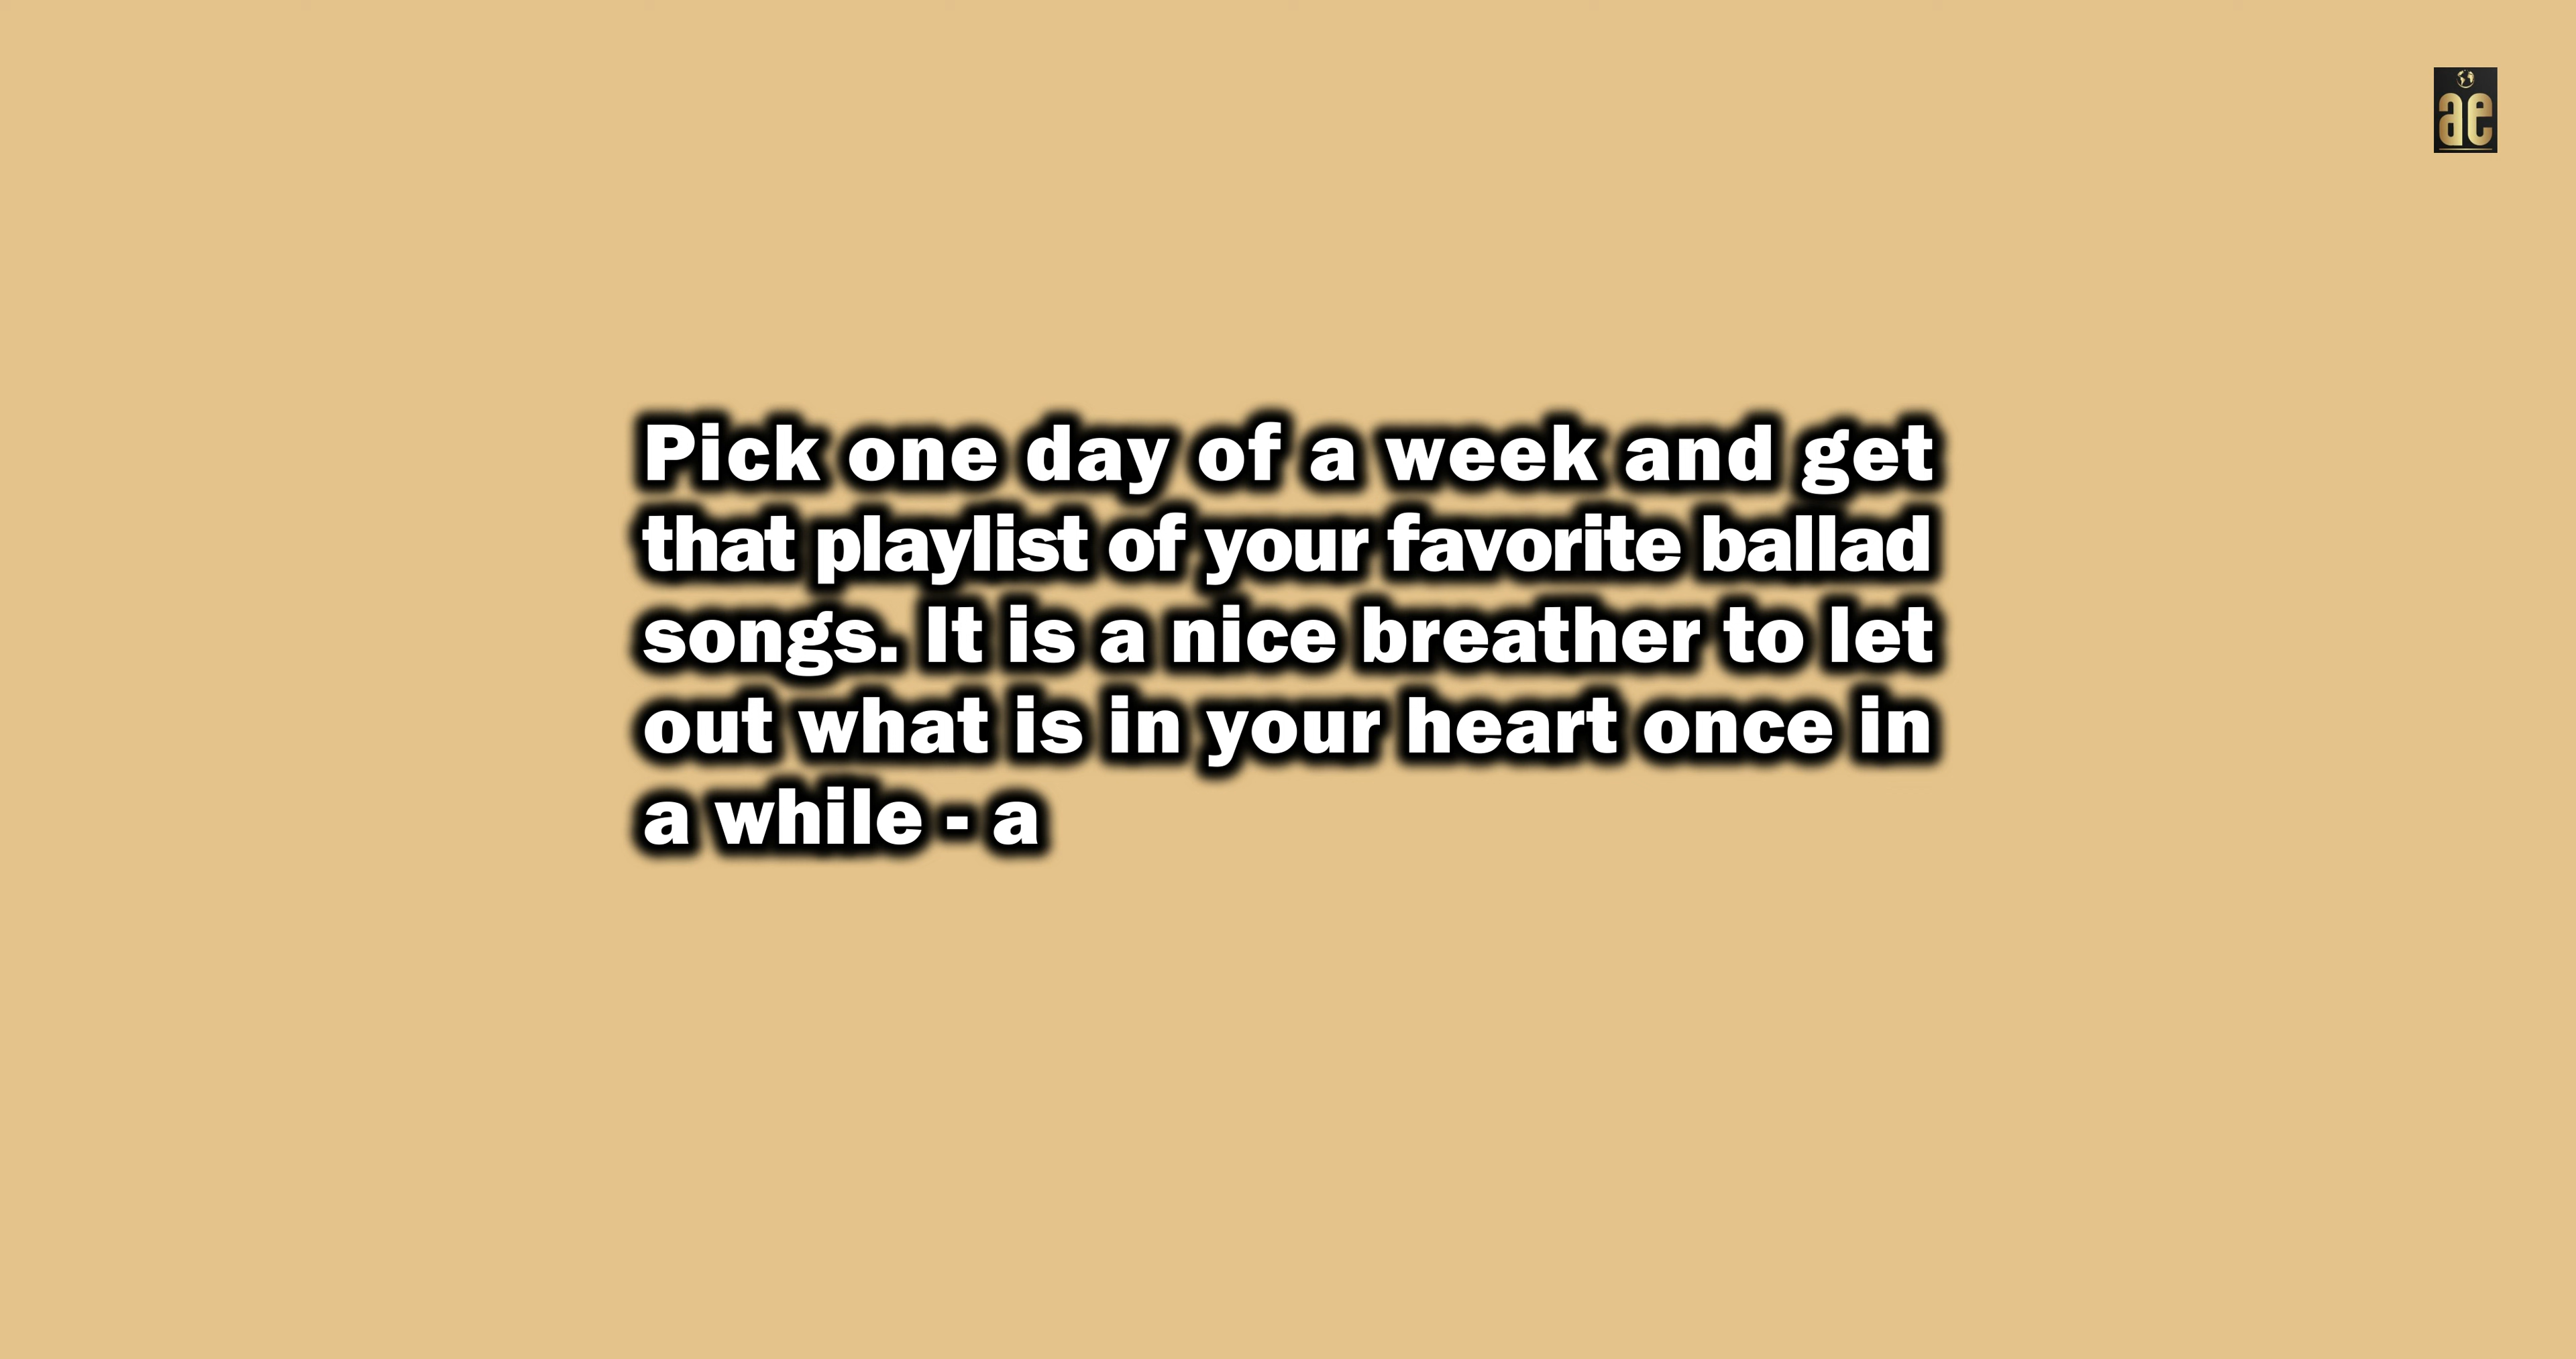 ae
Pick one day of a week and get
that playlist of your favorite ballad
songs. It is a nice breather to let
out what is in your heart once in
a while - a